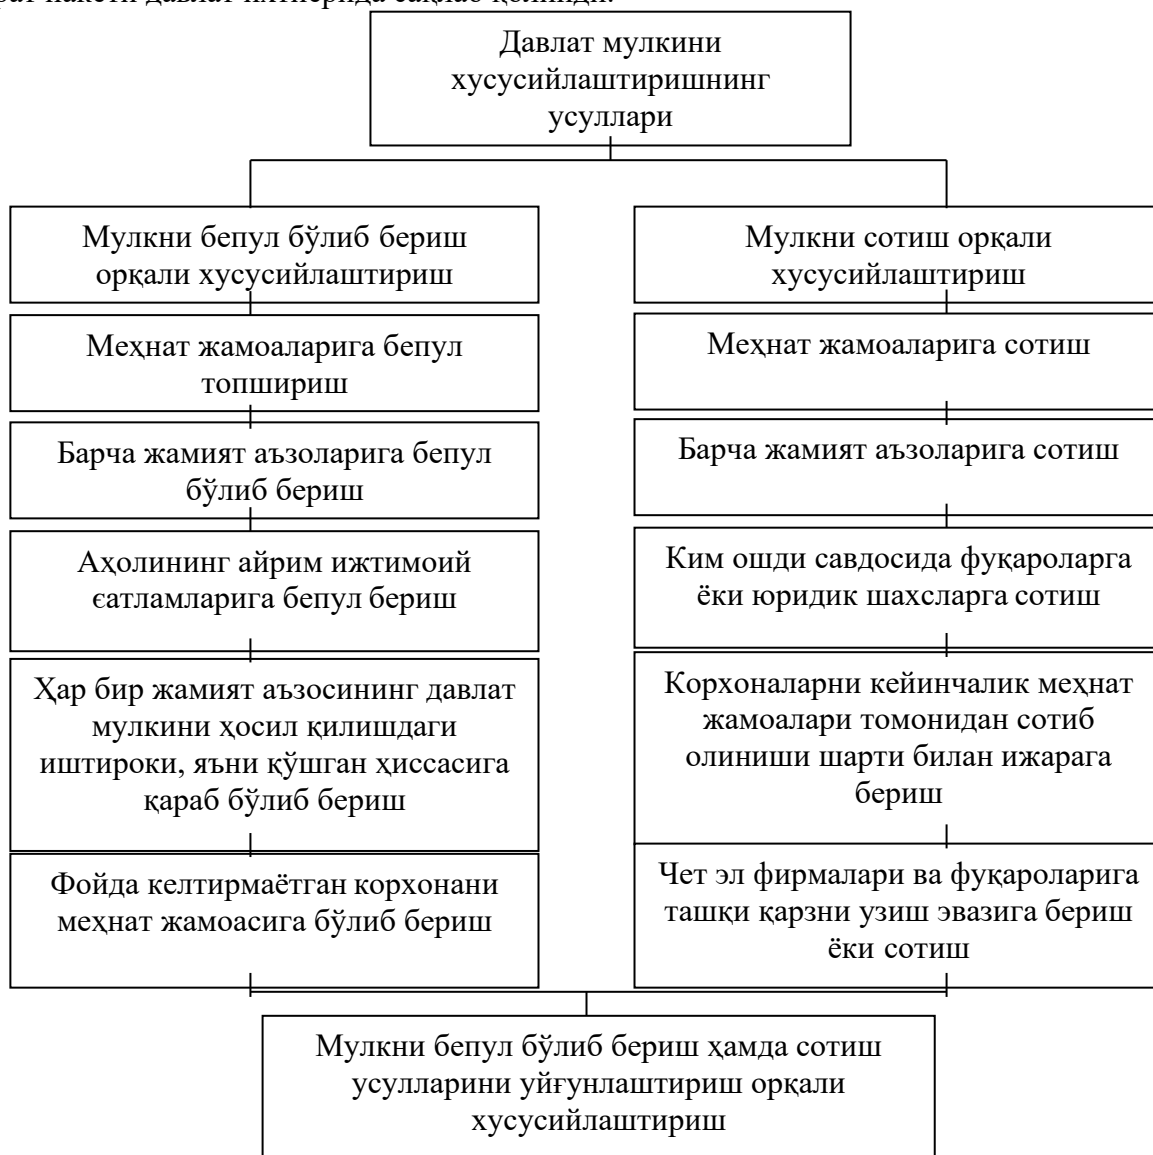 давлат ихтиёрида сақлаб қолинди.
Давлат мулкини
хусусийлаштиришнинг
усуллари
Мулкни бепул бўлиб бериш
орқали хусусийлаштириш
Меҳнат жамоаларига бепул
топшириш
Барча жамият аъзоларига бепул
бўлиб бериш
Аҳолининг айрим ижтимоий
єатламларига бепул бериш
Ҳар бир жамият аъзосининг давлат
мулкини ҳосил қилишдаги
иштироки, яъни қўшган ҳиссасига
қараб бўлиб бериш
Фойда келтирмаётган корхонани
меҳнат жамоасига бўлиб бериш
Мулкни сотиш орқали
хусусийлаштириш
Меҳнат жамоаларига сотиш
Барча жамият аъзоларига сотиш
Ким ошди савдосида фуқароларга
ёки юридик шахсларга сотиш
Корхоналарни кейинчалик меҳнат
жамоалари томонидан сотиб
олиниши шарти билан ижарага
бериш
Чет эл фирмалари ва фуқароларига
ташқи қарзни узиш эвазига бериш
ёки сотиш
Мулкни бепул бўлиб бериш ҳамда сотиш
усулларини уйғунлаштириш орқали
хусусийлаштириш